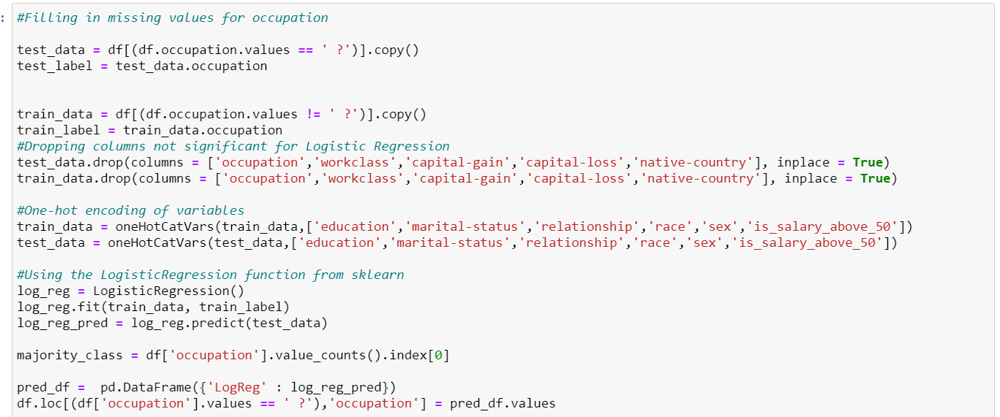 :
#Filling in missing values for occupation
test_data = df[(df.occupation.values == ' ?')].copy()
test_label = test_data.occupation
train_data = df[(df.occupation.values != ' ?')].copy()
train_label = train_data.occupation
#Dropping columns not significant for Logistic Regression
test_data.drop(columns = ['occupation','workclass','capital-gain','capital-loss','native-country'], inplace = True)
train_data.drop(columns = ['occupation','workclass','capital-gain','capital-loss','native-country'], inplace = True)
#One-hot encoding of variables
train_data = oneHotCatVars(train_data,['education','marital-status','relationship','race','sex','is_salary_above_50'])
test_data = oneHotCatVars(test_data,['education','marital-status','relationship','race','sex','is_salary_above_50'])
#Using the LogisticRegression function from sklearn
log_reg = LogisticRegression()
log_reg.fit(train_data, train_label)
log_reg_pred = log_reg.predict(test_data)
majority_class = df['occupation'].value_counts().index[0]
pred_df =  pd.DataFrame({'LogReg' : log_reg_pred})
df.loc[(df['occupation'].values == ' ?'),'occupation'] = pred_df.values